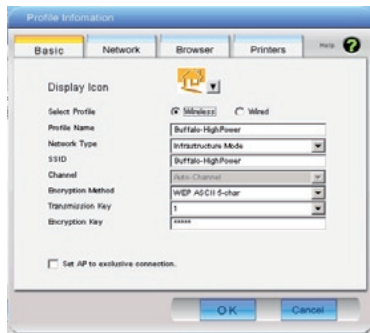 Profile Infomation
Basic Network Browser Printers Help ?
Display Icon
Select Profile Wireless Wired
Profile Name Buffalo-HighPower
Network Type Infrastructure Mode
SSID Buffalo-HighPower
Channel Auto-Channel
Encryption Method WEP ASCII 5-char
Transmission Key 1
Encryption Key *****
Set AP to exclusive connection.
OK Cancel